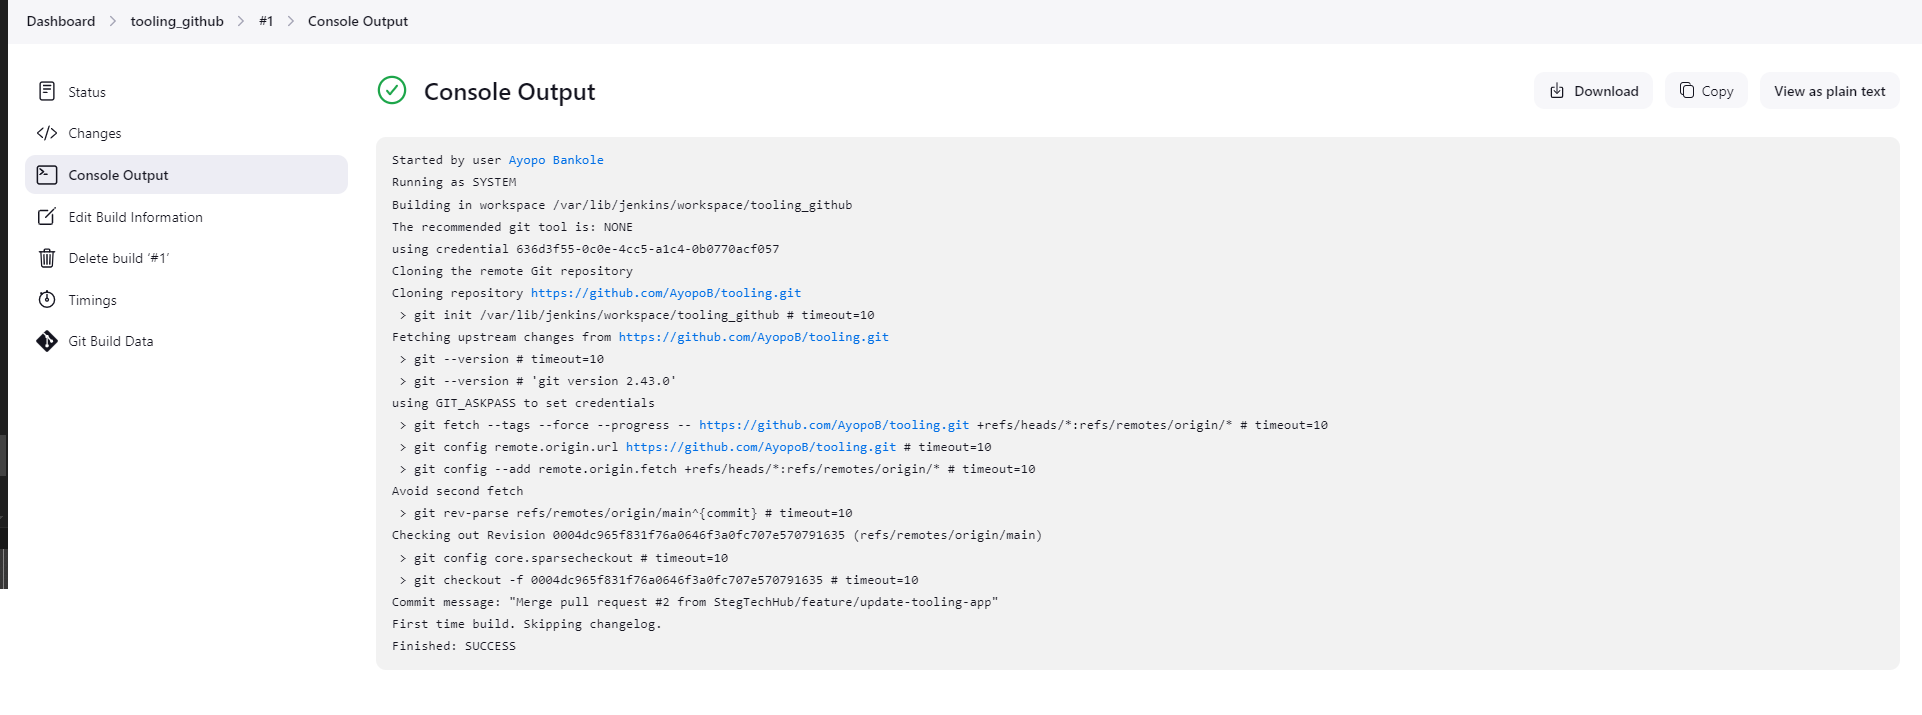 Dashboard > tooling_github > #1 > Console Output
Status
Changes
Console Output
Edit Build Information
Delete build ‘#1’
Timings
Git Build Data
Console Output
Download
Copy
View as plain text
Started by user Ayopo Bankole
Running as SYSTEM
Building in workspace /var/lib/jenkins/workspace/tooling_github
The recommended git tool is: NONE
using credential 636d3f55-0c0e-4cc5-a1c4-0b0770acf057
Cloning the remote Git repository
Cloning repository https://github.com/AyopoB/tooling.git
> git init /var/lib/jenkins/workspace/tooling_github # timeout=10
Fetching upstream changes from https://github.com/AyopoB/tooling.git
> git --version # timeout=10
> git --version # 'git version 2.43.0'
using GIT_ASKPASS to set credentials
> git fetch --tags --force --progress -- https://github.com/AyopoB/tooling.git +refs/heads/*:refs/remotes/origin/* # timeout=10
> git config remote.origin.url https://github.com/AyopoB/tooling.git # timeout=10
> git config --add remote.origin.fetch +refs/heads/*:refs/remotes/origin/* # timeout=10
Avoid second fetch
> git rev-parse refs/remotes/origin/main^{commit} # timeout=10
Checking out Revision 0004dc965f831f76a0646f3a0fc707e570791635 (refs/remotes/origin/main)
> git config core.sparsecheckout # timeout=10
> git checkout -f 0004dc965f831f76a0646f3a0fc707e570791635 # timeout=10
Commit message: "Merge pull request #2 from StegTechHub/feature/update-tooling-app"
First time build. Skipping changelog.
Finished: SUCCESS